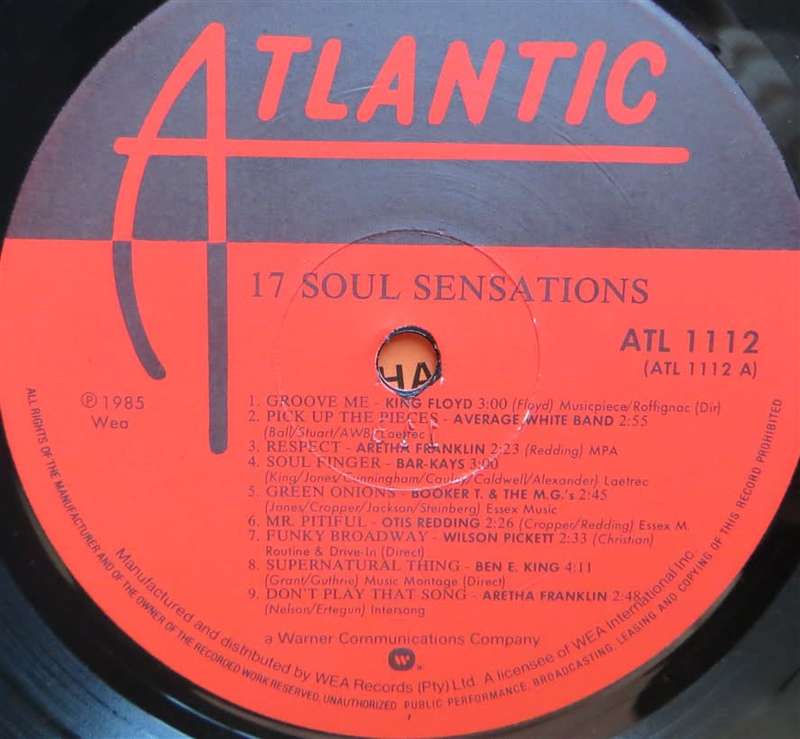 ATLANTIC
17 SOUL SENSATIONS
ATL 1112
(ATL 1112 A)
HA
℗ 1985
Wea
1. GROOVE ME - KING FLOYD 3:00 (Floyd) Musicpiece/Roffignac (Dir)
2. PICK UP THE PIECES - AVERAGE WHITE BAND 2:55
(Ball/Stuart/AWB) Laetrec
3. RESPECT - ARETHA FRANKLIN 2:23 (Redding) MPA
4. SOUL FINGER - BAR-KAYS 3:00
(King/Jones/Cunningham/Cauley/Caldwell/Alexander) Laetrec
5. GREEN ONIONS - BOOKER T. & THE M.G.'s 2:45
(Jones/Cropper/Jackson/Steinberg) Essex Music
6. MR. PITIFUL - OTIS REDDING 2:26 (Cropper/Redding) Essex M.
7. FUNKY BROADWAY - WILSON PICKETT 2:33 (Christian)
Routine & Drive-In (Direct)
8. SUPERNATURAL THING - BEN E. KING 4:11
(Grant/Guthrie) Music Montage (Direct)
9. DON'T PLAY THAT SONG - ARETHA FRANKLIN 2:48
(Nelson/Ertegun) Intersong
a Warner Communications Company
Manufactured and distributed by WEA Records (Pty) Ltd. A licensee of WEA International Inc.
ALL RIGHTS OF THE MANUFACTURER AND OF THE OWNER OF THE RECORDED WORK RESERVED. UNAUTHORIZED PUBLIC PERFORMANCE, BROADCASTING, LEASING AND COPYING OF THIS RECORD PROHIBITED